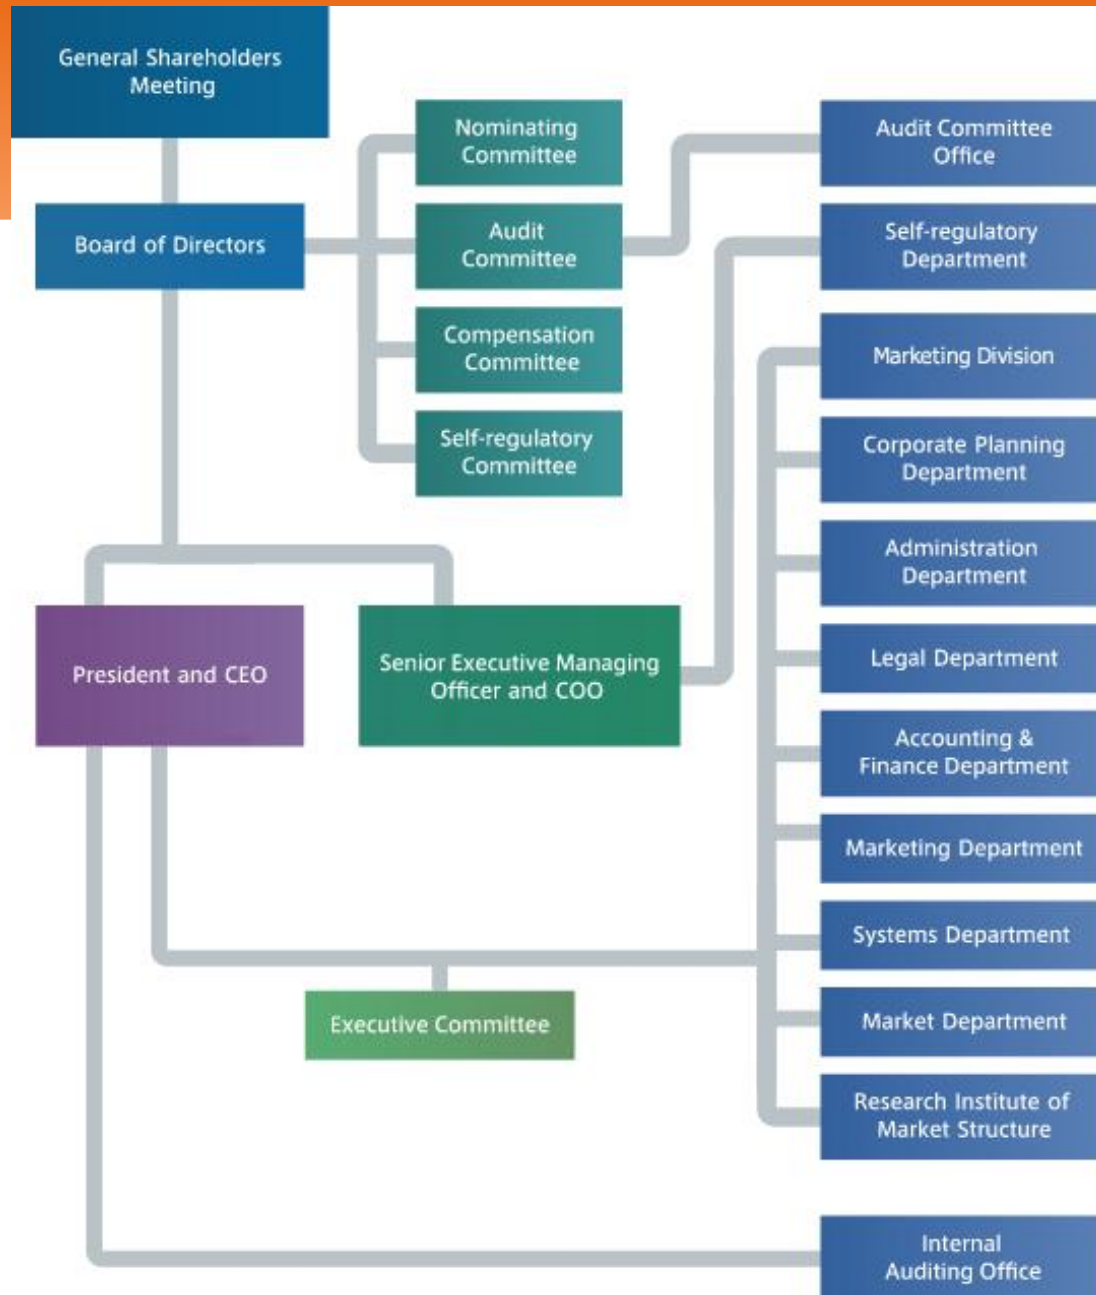 General Shareholders
Meeting
Board of Directors
Nominating
Committee
Audit
Committee
Compensation
Committee
Self-regulatory
Committee
President and CEO
Senior Executive Managing
Officer and COO
Executive Committee
Audit Committee
Office
Self-regulatory
Department
Marketing Division
Corporate Planning
Department
Administration
Department
Legal Department
Accounting &
Finance Department
Marketing Department
Systems Department
Market Department
Research Institute of
Market Structure
Internal
Auditing Office